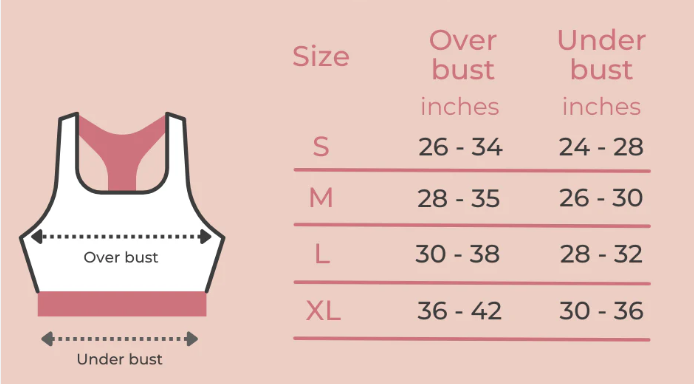 Size
Over
bust
inches
Under
bust
inches
S 26 - 34 24 - 28
M 28 - 35 26 - 30
L 30 - 38 28 - 32
XL 36 - 42 30 - 36
Over bust
Under bust